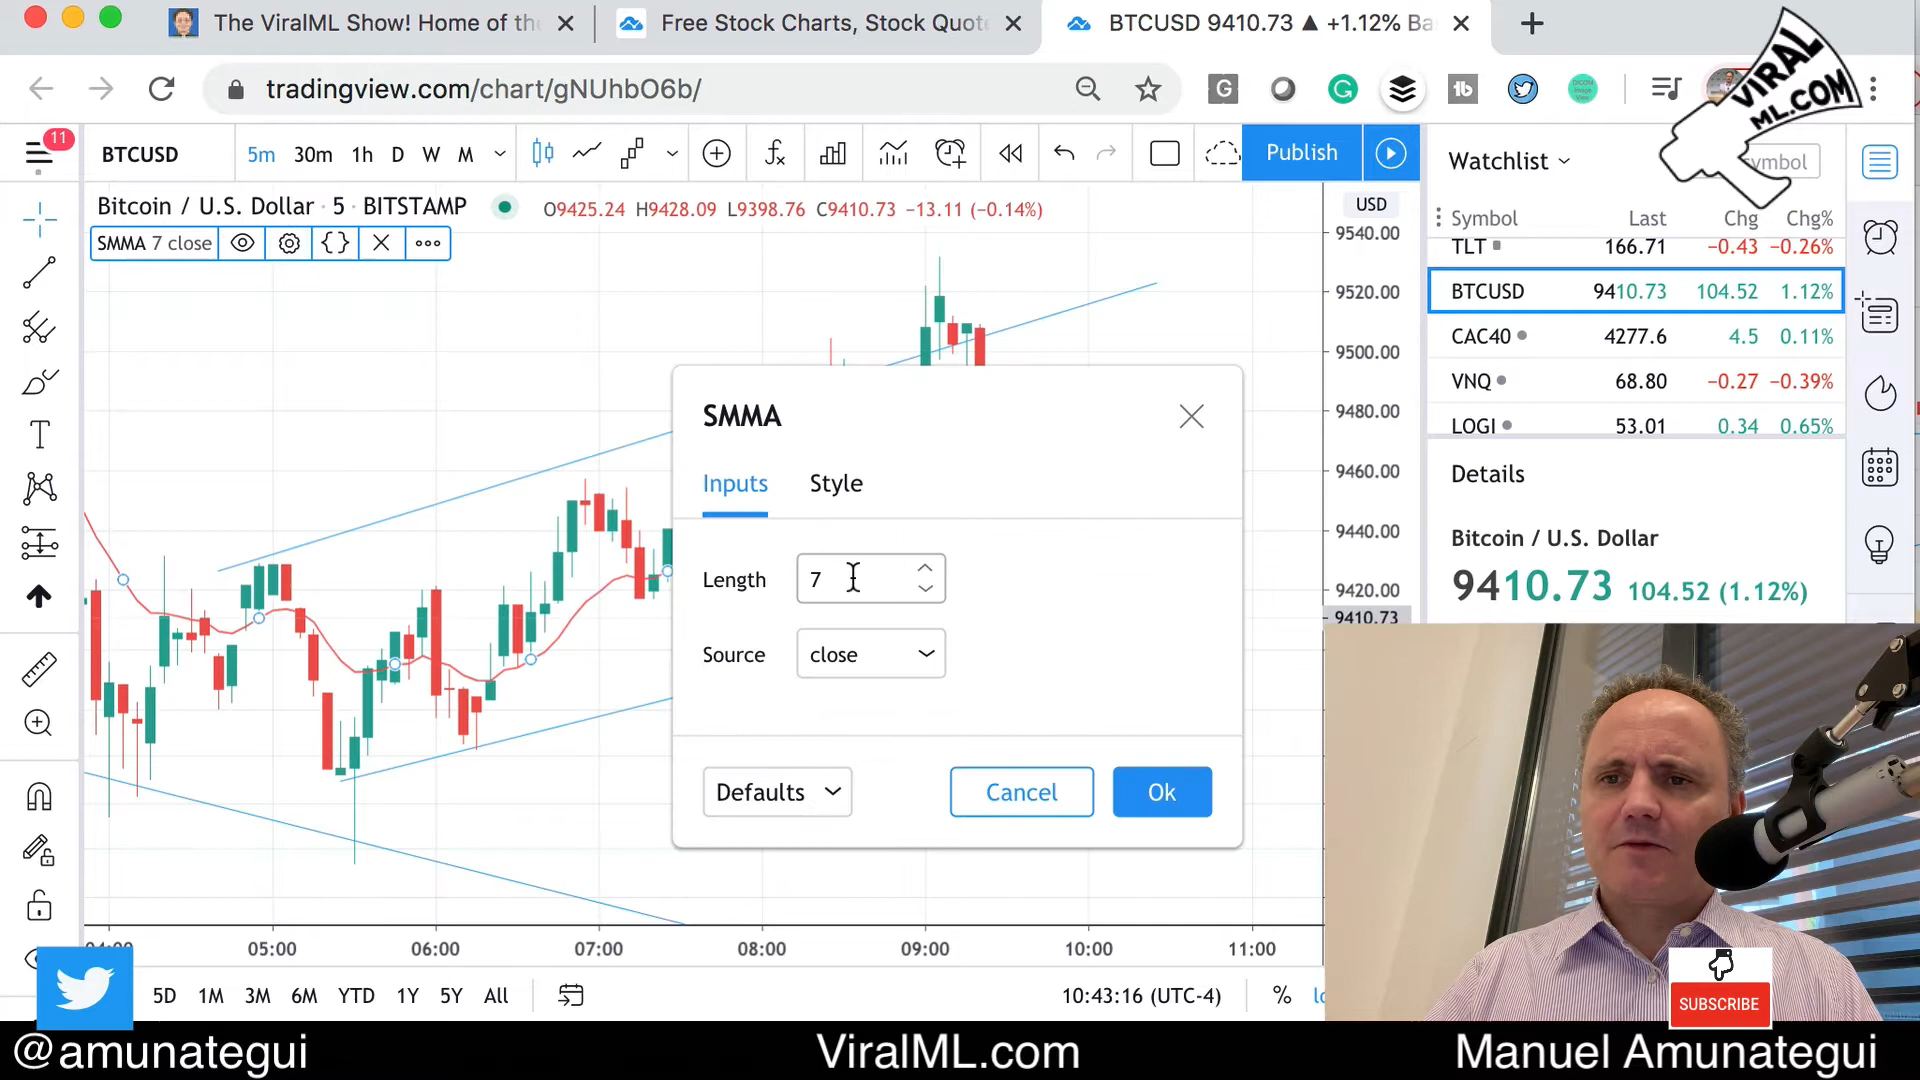 The ViralML Show! Home of the
Free Stock Charts, Stock Quote
BTCUSD 9410.73 ▲ +1.12% Ba
tradingview.com/chart/gNUhbO6b/
VIRAL
ML.COM
11
BTCUSD
5m 30m 1h D W M
Publish
Watchlist
symbol
Bitcoin / U.S. Dollar · 5 · BITSTAMP
O9425.24 H9428.09 L9398.76 C9410.73 −13.11 (−0.14%)
SMMA 7 close
USD
9540.00
9520.00
9500.00
9480.00
9460.00
9440.00
9420.00
9410.73
Symbol Last Chg Chg%
TLT 166.71 −0.43 −0.26%
BTCUSD 9410.73 104.52 1.12%
CAC40 4277.6 4.5 0.11%
VNQ 68.80 −0.27 −0.39%
LOGI 53.01 0.34 0.65%
Details
Bitcoin / U.S. Dollar
9410.73 104.52 (1.12%)
SMMA
Inputs Style
Length 7
Source close
Defaults
Cancel
Ok
04:00 05:00 06:00 07:00 08:00 09:00 10:00 11:00
5D 1M 3M 6M YTD 1Y 5Y All
10:43:16 (UTC-4) %
SUBSCRIBE
@amunategui
ViralML.com
Manuel Amunategui